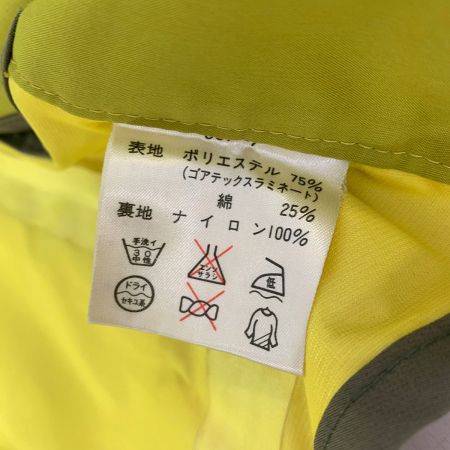 表地 ポリエステル 75%
(ゴアテックスラミネート)
綿 25%
裏地 ナイロン100%
手洗イ
30
中性
エンソ
サラシ
低
ドライ
セキユ系